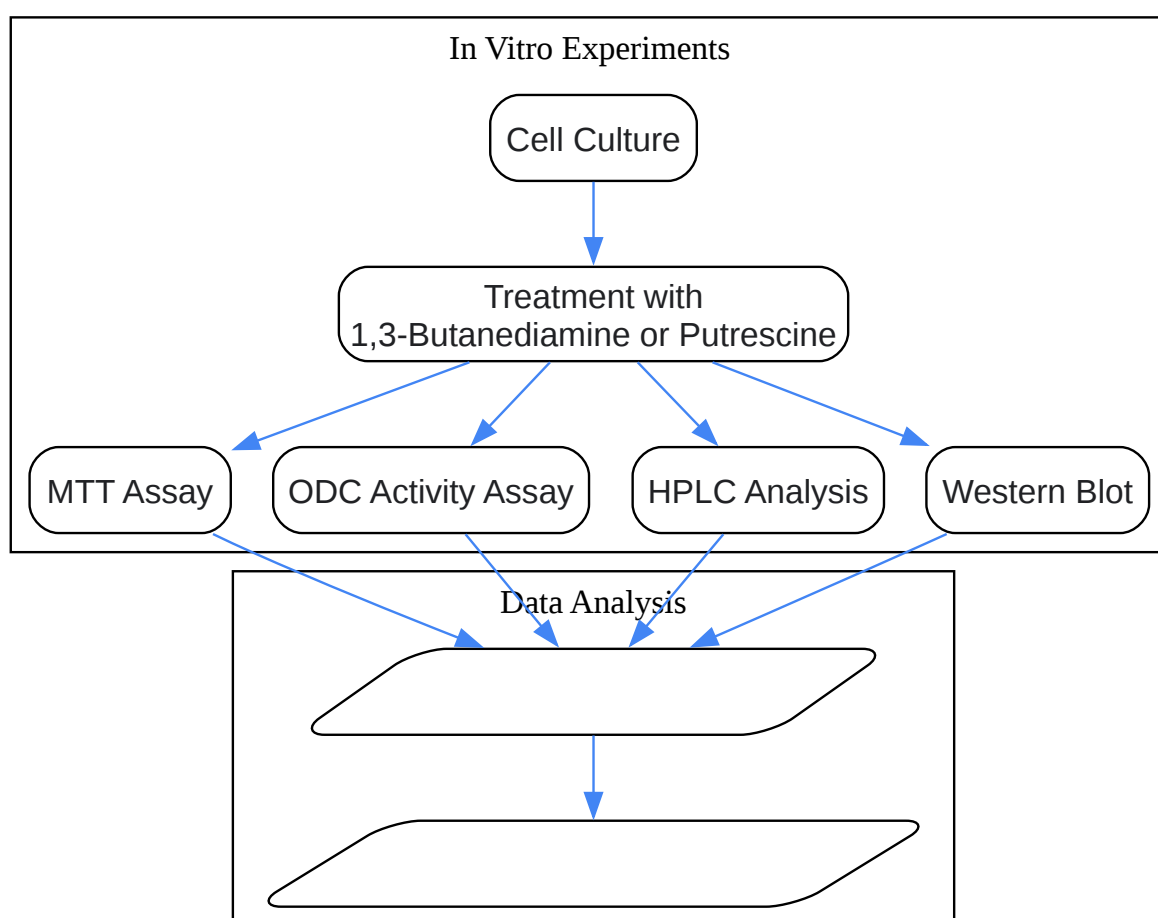 In Vitro Experiments
Cell Culture
Treatment with
1,3-Butanediamine or Putrescine
MTT Assay
ODC Activity Assay
HPLC Analysis
Western Blot
Data Analysis